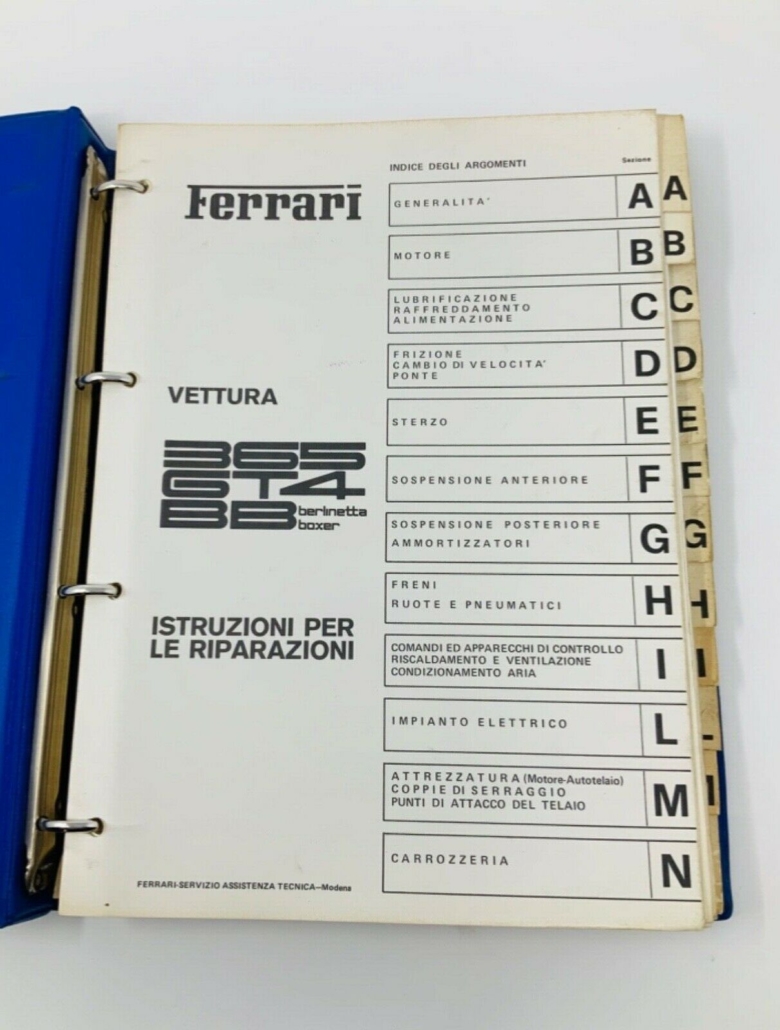 Ferrari
VETTURA
365
GT4
BB berlinetta
boxer
ISTRUZIONI PER
LE RIPARAZIONI
FERRARI-SERVIZIO ASSISTENZA TECNICA—Modena
INDICE DEGLI ARGOMENTI
Sezione
GENERALITA'
A
MOTORE
B
LUBRIFICAZIONE
RAFFREDDAMENTO
ALIMENTAZIONE
C
FRIZIONE
CAMBIO DI VELOCITA'
PONTE
D
STERZO
E
SOSPENSIONE ANTERIORE
F
SOSPENSIONE POSTERIORE
AMMORTIZZATORI
G
FRENI
RUOTE E PNEUMATICI
H
COMANDI ED APPARECCHI DI CONTROLLO
RISCALDAMENTO E VENTILAZIONE
CONDIZIONAMENTO ARIA
I
IMPIANTO ELETTRICO
L
ATTREZZATURA (Motore-Autotelaio)
COPPIE DI SERRAGGIO
PUNTI DI ATTACCO DEL TELAIO
M
CARROZZERIA
N
A
B
C
D
E
F
G
H
I
L
M